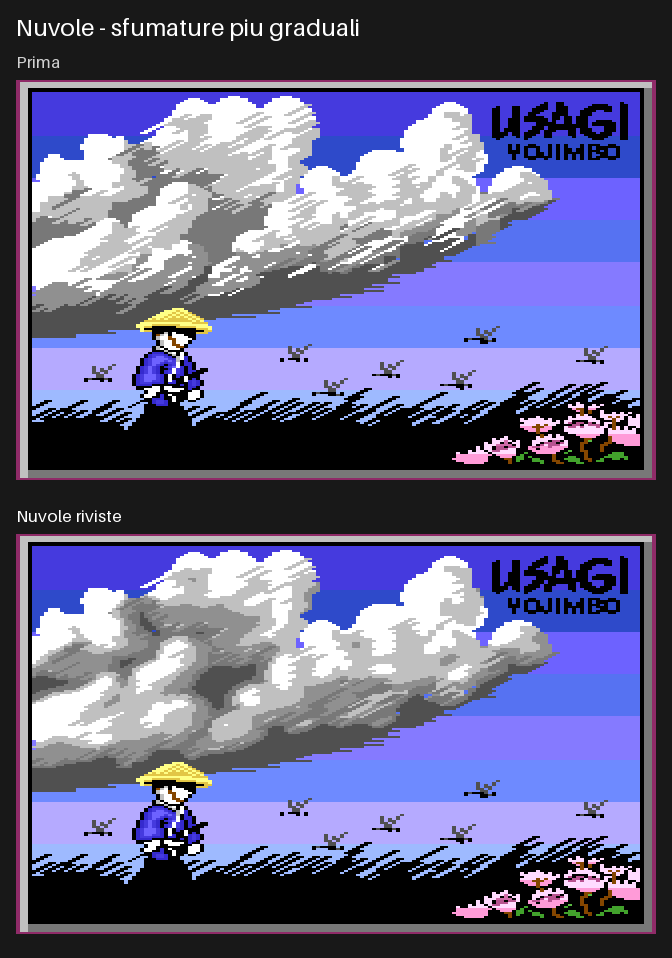 Nuvole - sfumature piu graduali
Prima
USAGI
YOJIMBO
Nuvole riviste
USAGI
YOJIMBO